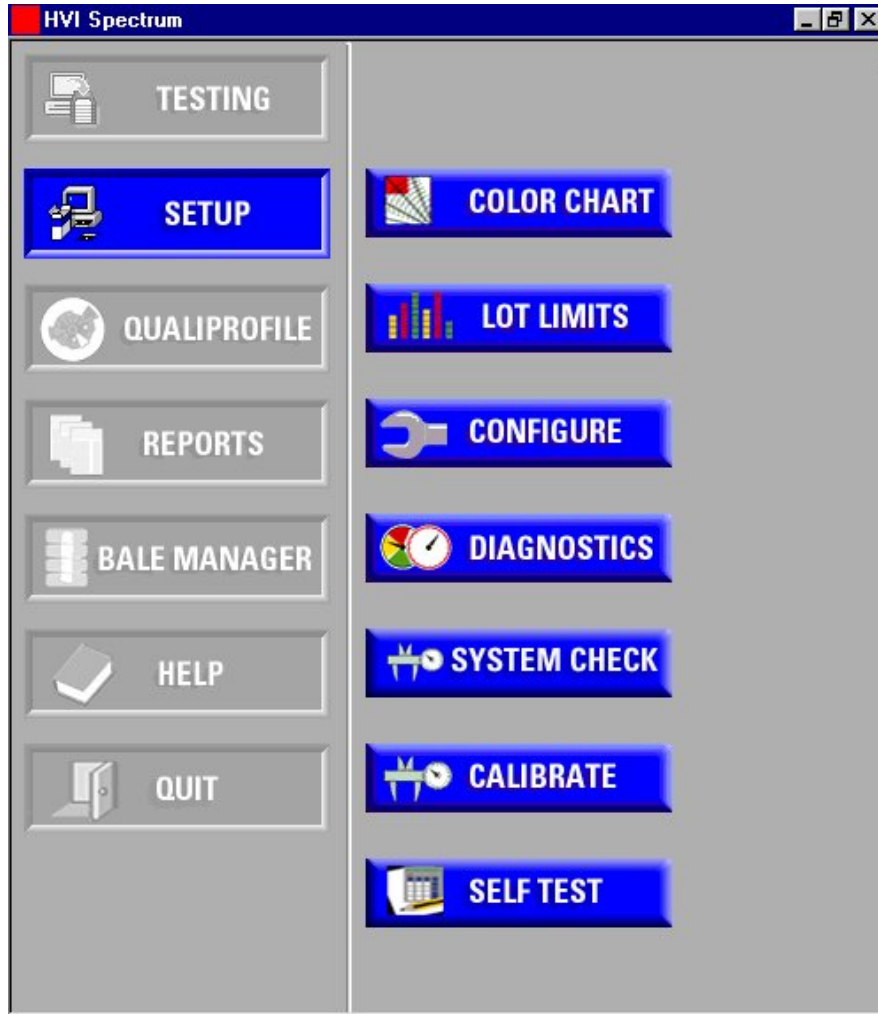 HVI Spectrum
TESTING
SETUP
QUALIPROFILE
REPORTS
BALE MANAGER
HELP
QUIT
COLOR CHART
LOT LIMITS
CONFIGURE
DIAGNOSTICS
SYSTEM CHECK
CALIBRATE
SELF TEST